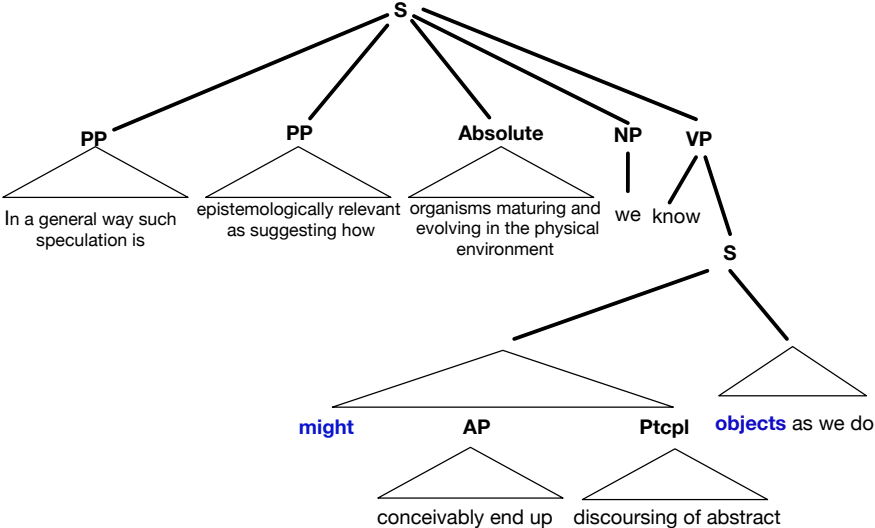 S
PP PP Absolute NP VP
In a general way such
speculation is
epistemologically relevant
as suggesting how
organisms maturing and
evolving in the physical
environment
we know
S
might AP Ptcpl objects as we do
conceivably end up discoursing of abstract